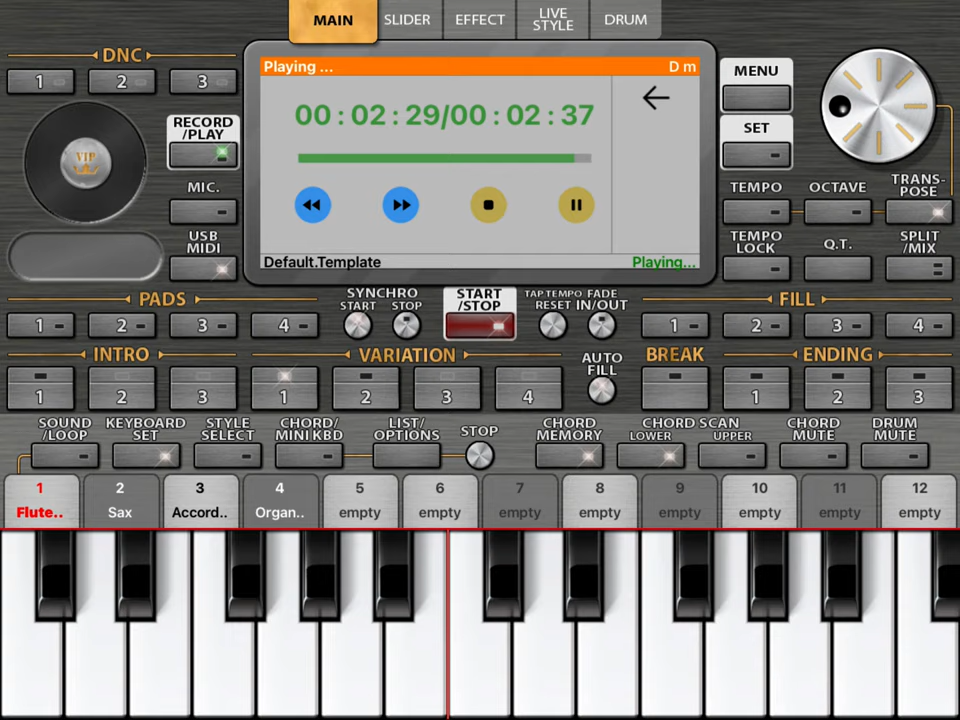 MAIN SLIDER EFFECT LIVE STYLE DRUM
DNC
1 2 3
VIP
RECORD /PLAY
MIC.
USB MIDI
Playing ... D m
00 : 02 : 29/00 : 02 : 37
Default.Template Playing...
MENU
SET
TEMPO OCTAVE TRANS- POSE
TEMPO LOCK Q.T. SPLIT /MIX
PADS
1 2 3 4
SYNCHRO
START STOP
START /STOP
TAP TEMPO RESET FADE IN/OUT
FILL
1 2 3 4
INTRO
1 2 3
VARIATION
1 2 3 4
AUTO FILL
BREAK
ENDING
1 2 3
SOUND /LOOP KEYBOARD SET STYLE SELECT CHORD/ MINI KBD LIST/ OPTIONS STOP CHORD MEMORY CHORD SCAN LOWER UPPER CHORD MUTE DRUM MUTE
1 2 3 4 5 6 7 8 9 10 11 12
Flute.. Sax Accord.. Organ.. empty empty empty empty empty empty empty empty